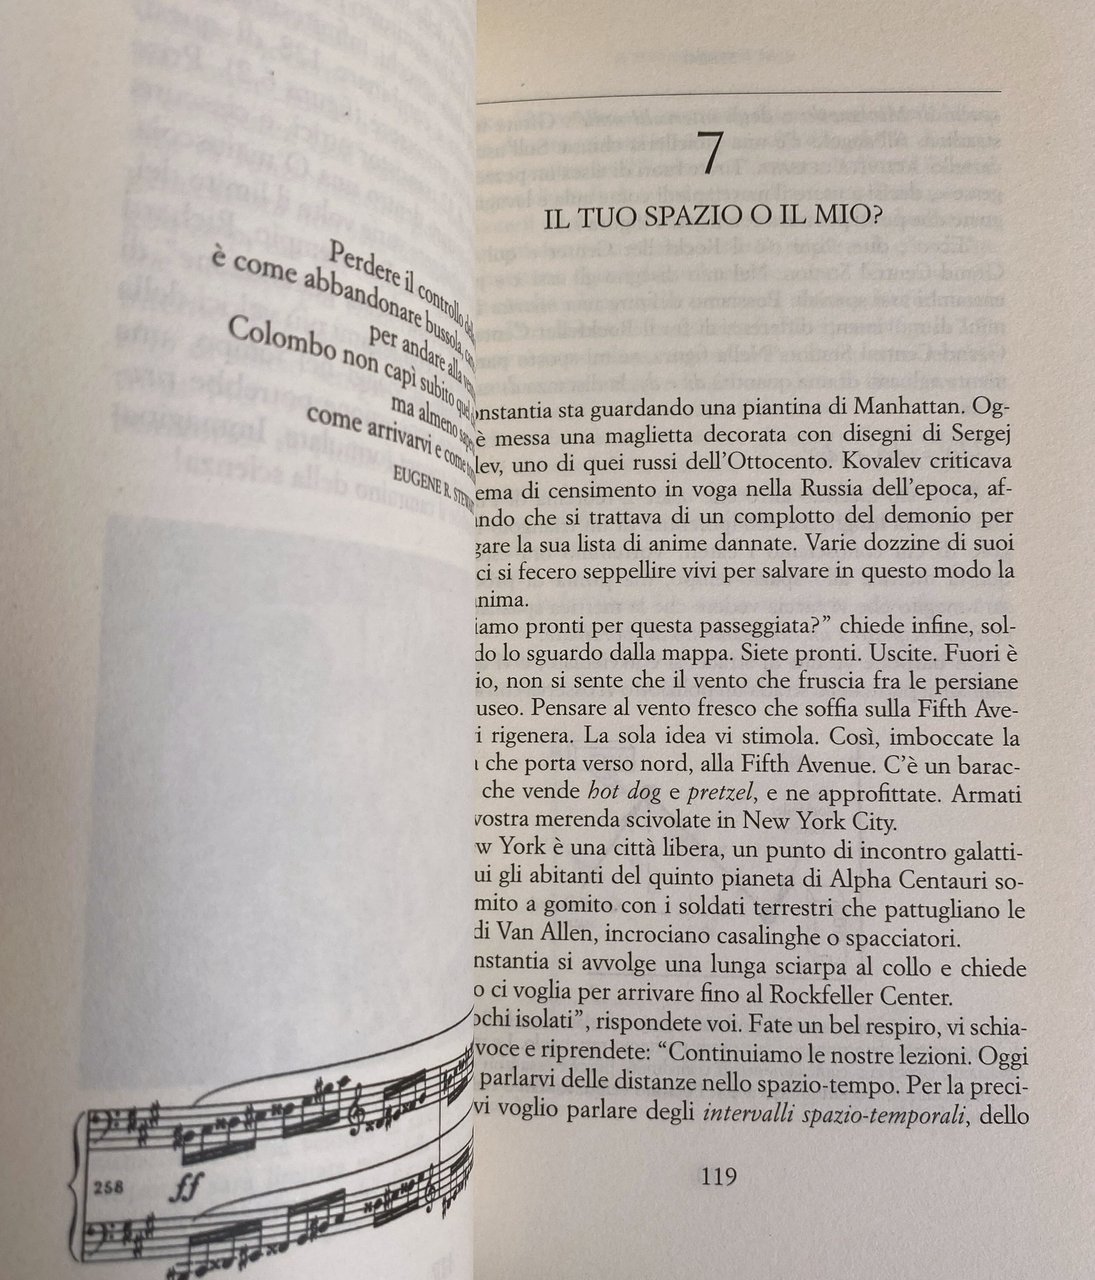 Perdere il controllo
è come abbandonare bussola,
per andare alla
Colombo non capì subito
ma almeno
come arrivarvi e come
EUGENE R.
258
ff
7
IL TUO SPAZIO O IL MIO?
onstantia sta guardando una piantina di Manhattan. Og-
è messa una maglietta decorata con disegni di Sergej
lev, uno di quei russi dell'Ottocento. Kovalev criticava
ema di censimento in voga nella Russia dell'epoca, af-
ando che si trattava di un complotto del demonio per
gare la sua lista di anime dannate. Varie dozzine di suoi
ci si fecero seppellire vivi per salvare in questo modo la
anima.
iamo pronti per questa passeggiata?" chiede infine, sol-
do lo sguardo dalla mappa. Siete pronti. Uscite. Fuori è
io, non si sente che il vento che fruscia fra le persiane
useo. Pensare al vento fresco che soffia sulla Fifth Ave-
i rigenera. La sola idea vi stimola. Così, imboccate la
che porta verso nord, alla Fifth Avenue. C'è un barac-
che vende hot dog e pretzel, e ne approfittate. Armati
vostra merenda scivolate in New York City.
w York è una città libera, un punto di incontro galatti-
ui gli abitanti del quinto pianeta di Alpha Centauri so-
mito a gomito con i soldati terrestri che pattugliano le
di Van Allen, incrociano casalinghe o spacciatori.
nstantia si avvolge una lunga sciarpa al collo e chiede
o ci voglia per arrivare fino al Rockfeller Center.
ochi isolati", rispondete voi. Fate un bel respiro, vi schia-
voce e riprendete: "Continuiamo le nostre lezioni. Oggi
parlarvi delle distanze nello spazio-tempo. Per la preci-
vi voglio parlare degli intervalli spazio-temporali, dello
119